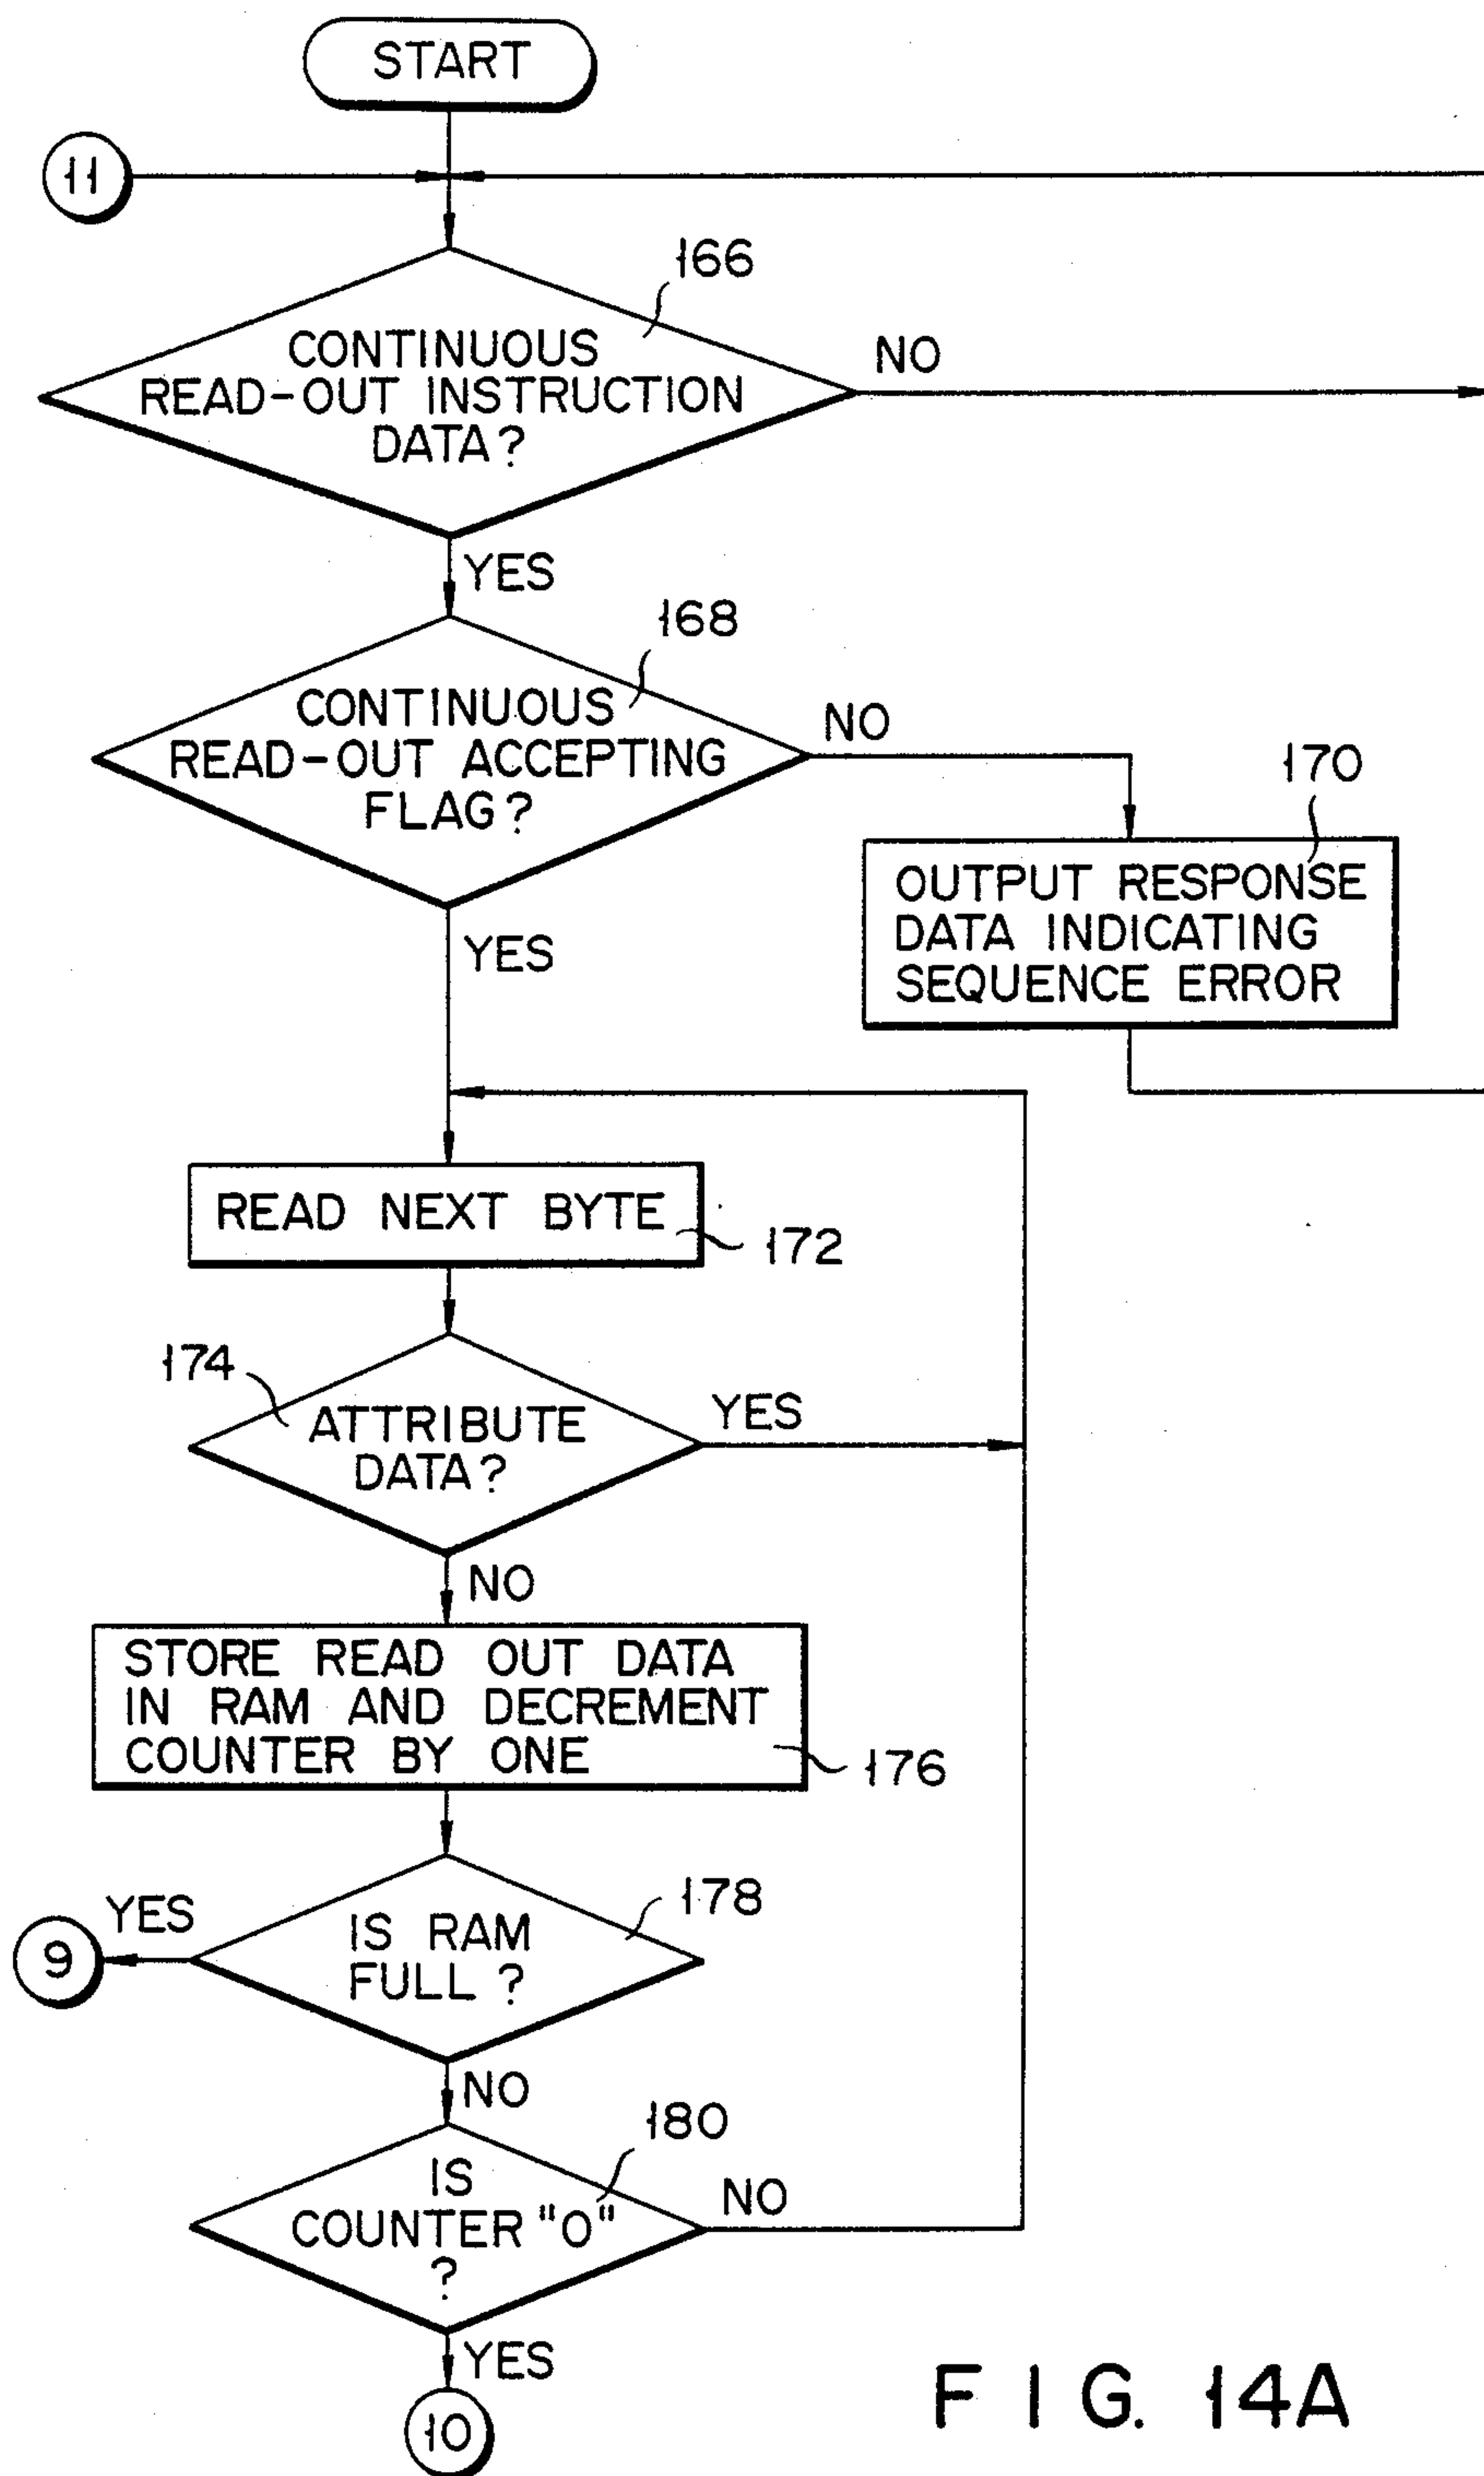 START
11
166
CONTINUOUS
READ-OUT INSTRUCTION
DATA?
NO
YES
168
CONTINUOUS
READ-OUT ACCEPTING
FLAG?
NO
170
OUTPUT RESPONSE
DATA INDICATING
SEQUENCE ERROR
YES
READ NEXT BYTE
172
174
ATTRIBUTE
DATA?
YES
NO
STORE READ OUT DATA
IN RAM AND DECREMENT
COUNTER BY ONE
176
178
YES
9
IS RAM
FULL?
NO
180
IS
COUNTER "0"
?
NO
YES
10
FIG. 14A